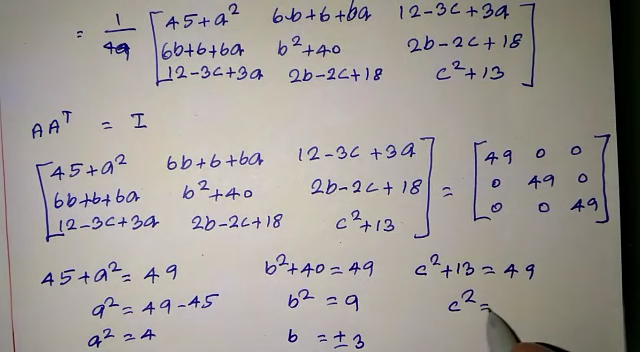 = 1/49 [ 45+a² 6b+6+6a 12-3c+3a
6b+6+6a b²+40 2b-2c+18
12-3c+3a 2b-2c+18 c²+13 ]
AAᵀ = I
[ 45+a² 6b+6+6a 12-3c+3a
6b+6+6a b²+40 2b-2c+18
12-3c+3a 2b-2c+18 c²+13 ] = [ 49 0 0
0 49 0
0 0 49 ]
45+a² = 49 b²+40 = 49 c²+13 = 49
a² = 49-45 b² = 9 c² =
a² = 4 b = ±3